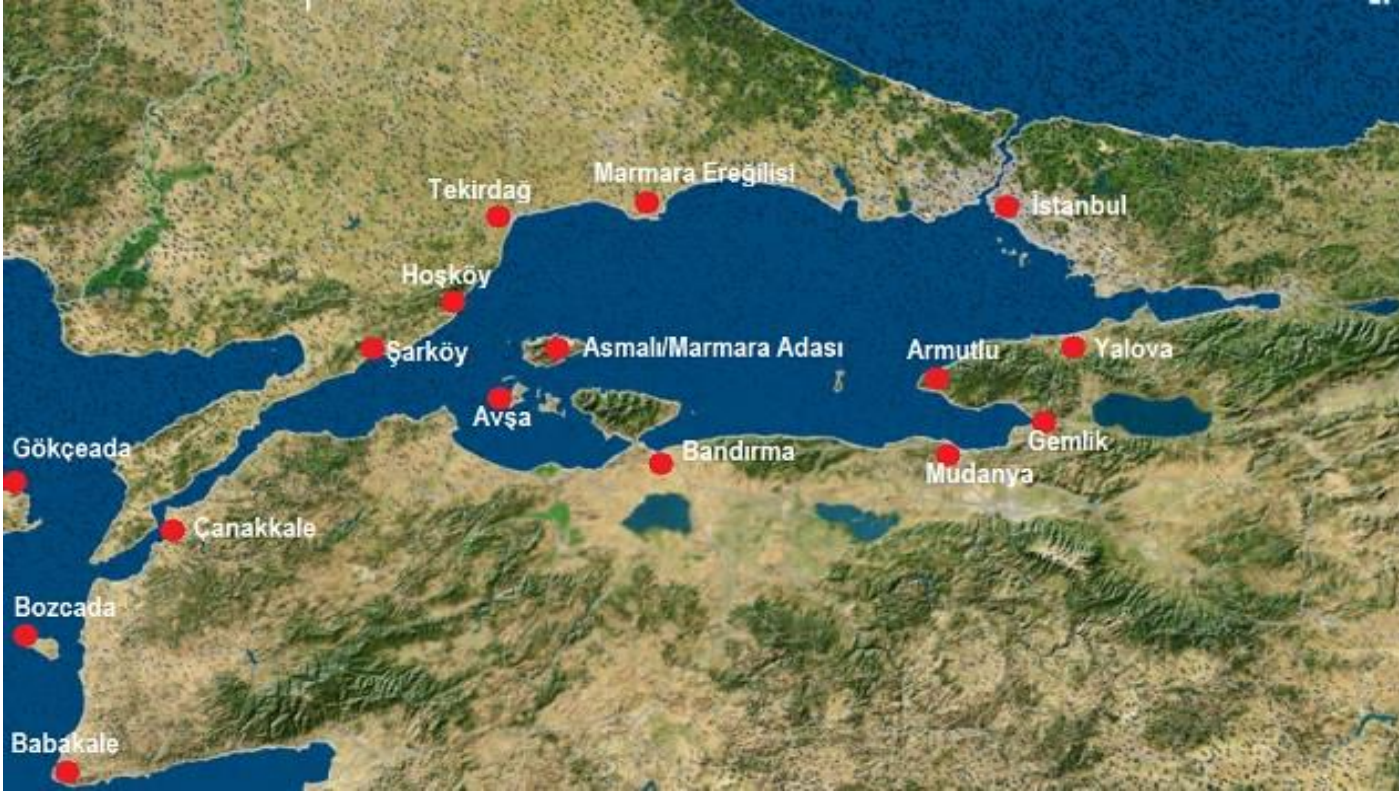 Marmara Ereğilisi
Tekirdağ
İstanbul
Hoşköy
Şarköy
Asmalı/Marmara Adası
Armutlu
Yalova
Avşa
Gökçeada
Bandırma
Gemlik
Mudanya
Çanakkale
Bozcada
Babakale